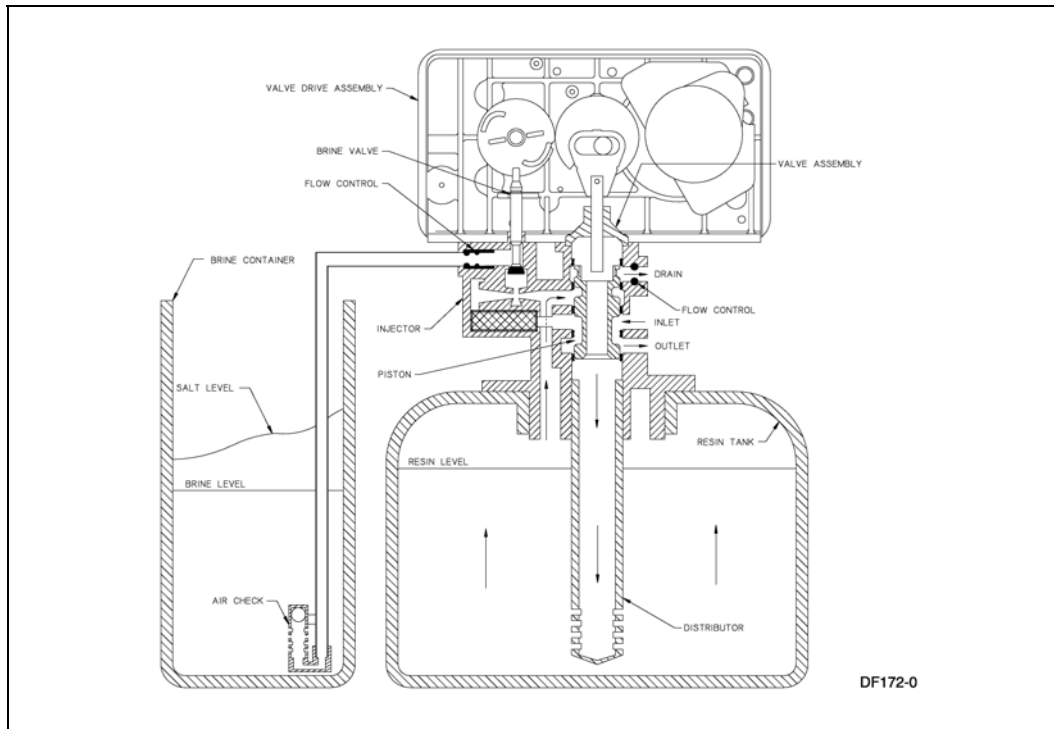 VALVE DRIVE ASSEMBLY
BRINE VALVE
VALVE ASSEMBLY
FLOW CONTROL
BRINE CONTAINER
DRAIN
FLOW CONTROL
INJECTOR
INLET
OUTLET
PISTON
SALT LEVEL
RESIN TANK
RESIN LEVEL
BRINE LEVEL
AIR CHECK
DISTRIBUTOR
DF172-0